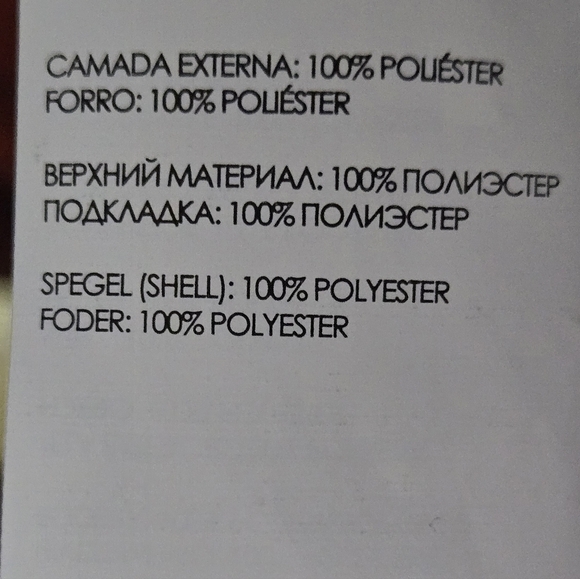 CAMADA EXTERNA: 100% POLIÉSTER
FORRO: 100% POLIÉSTER
ВЕРХНИЙ МАТЕРИАЛ: 100% ПОЛИЭСТЕР
ПОДКЛАДКА: 100% ПОЛИЭСТЕР
SPEGEL (SHELL): 100% POLYESTER
FODER: 100% POLYESTER